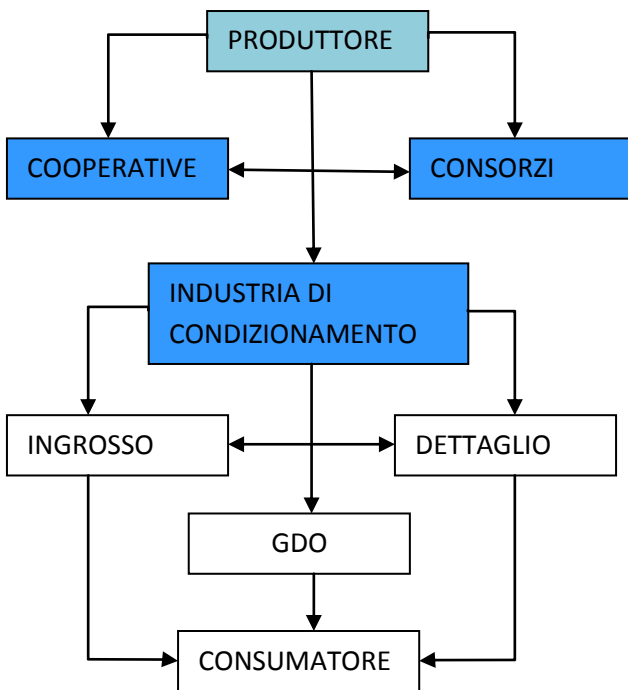 PRODUTTORE
COOPERATIVE
CONSORZI
INDUSTRIA DI
CONDIZIONAMENTO
INGROSSO
DETTAGLIO
GDO
CONSUMATORE